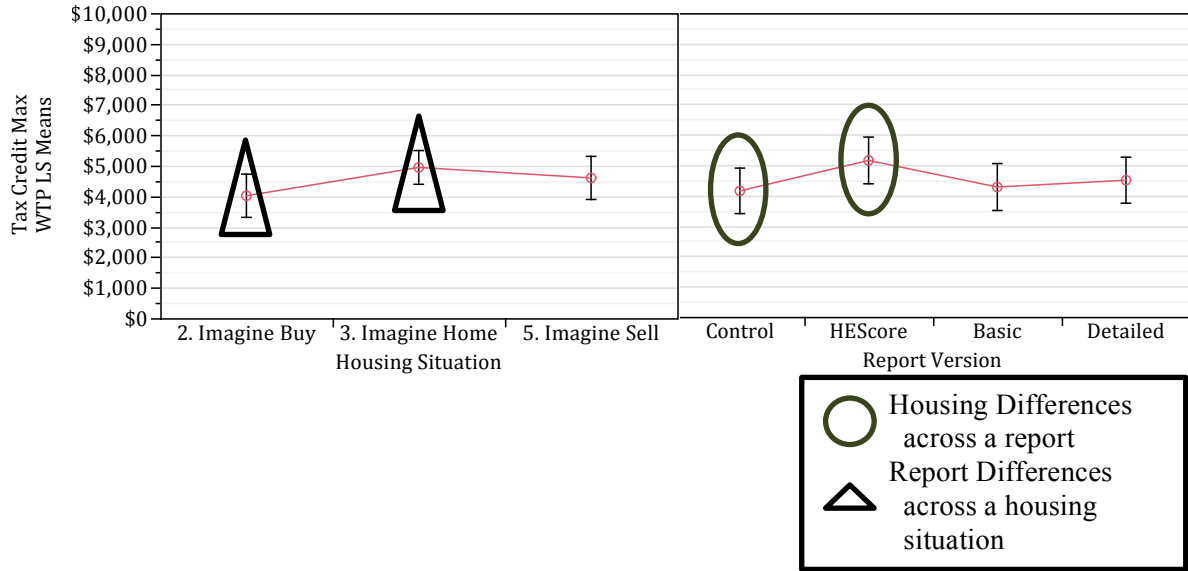 Tax Credit Max
WTP LS Means
$10,000
$9,000
$8,000
$7,000
$6,000
$5,000
$4,000
$3,000
$2,000
$1,000
$0
2. Imagine Buy
3. Imagine Home
5. Imagine Sell
Housing Situation
Control
HEScore
Basic
Detailed
Report Version
Housing Differences
across a report
Report Differences
across a housing
situation